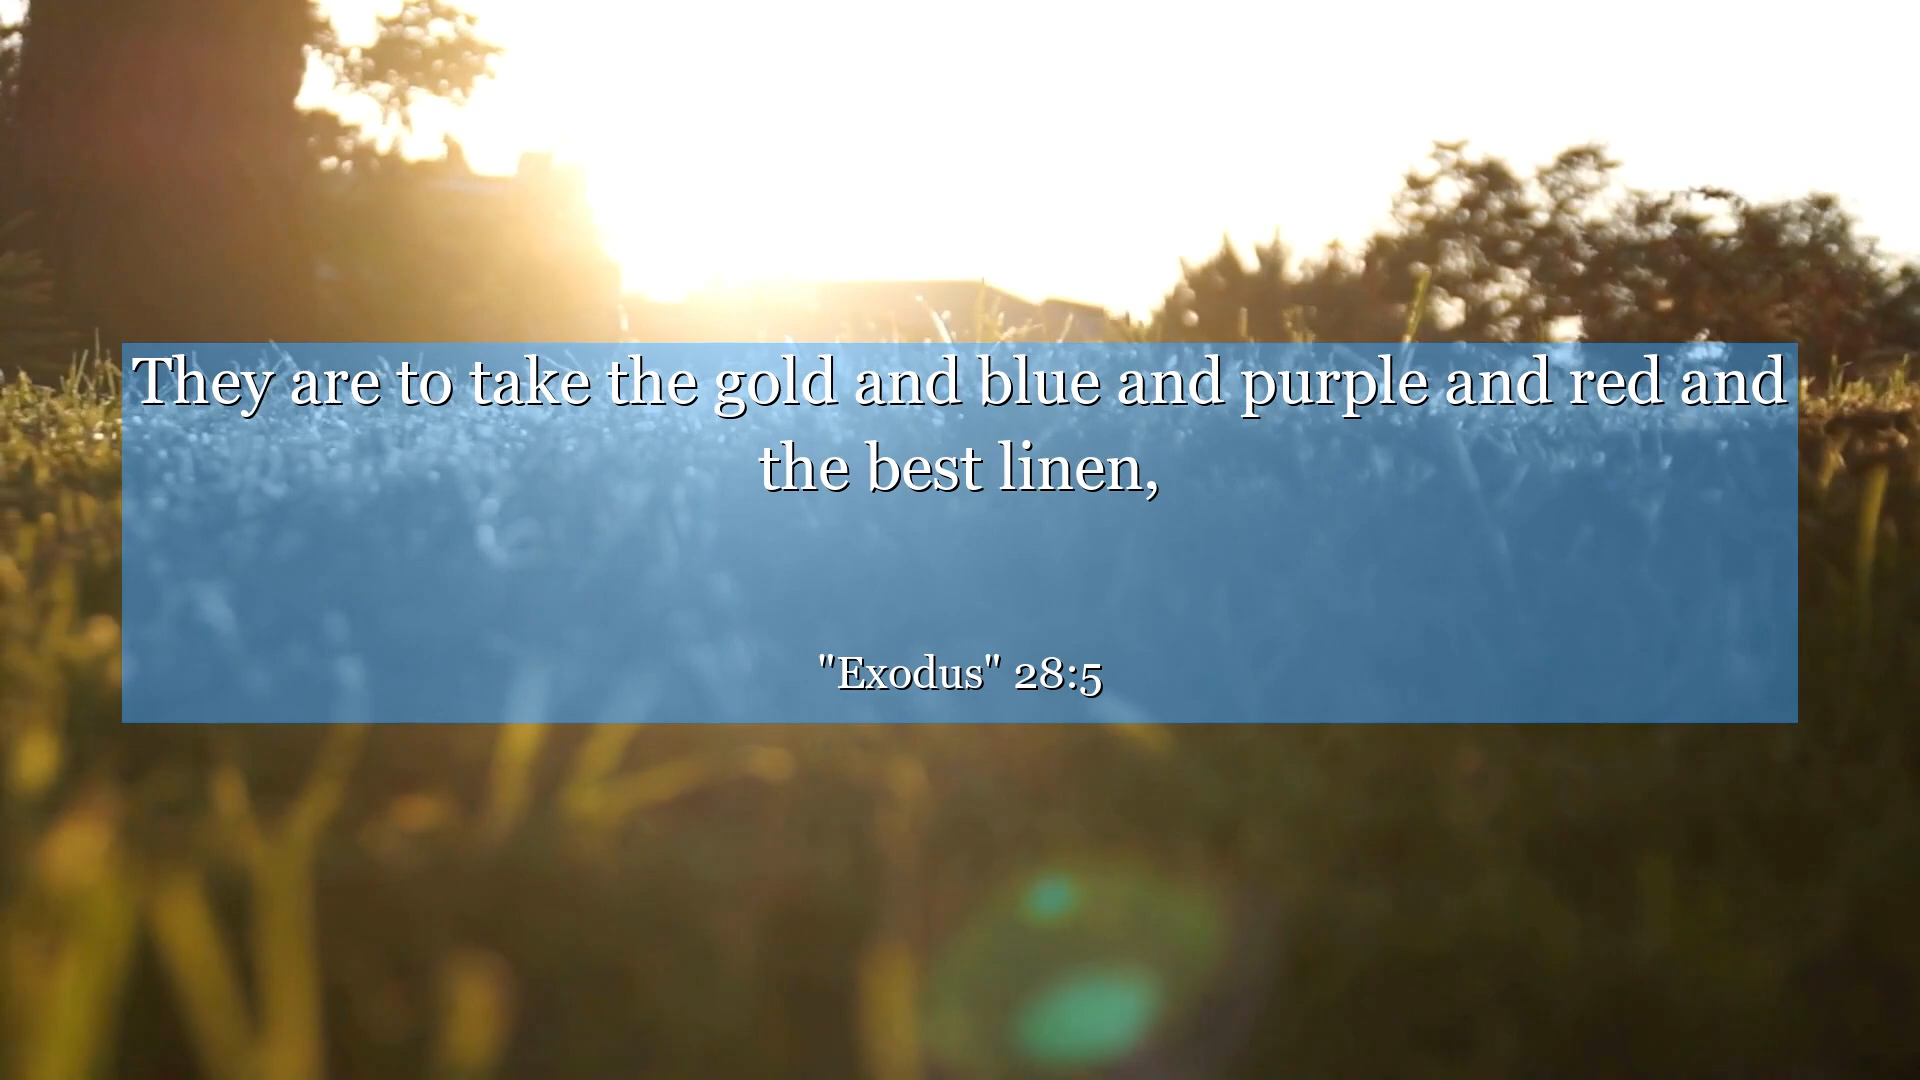 They are to take the gold and blue and purple and red and
the best linen,
"Exodus" 28:5